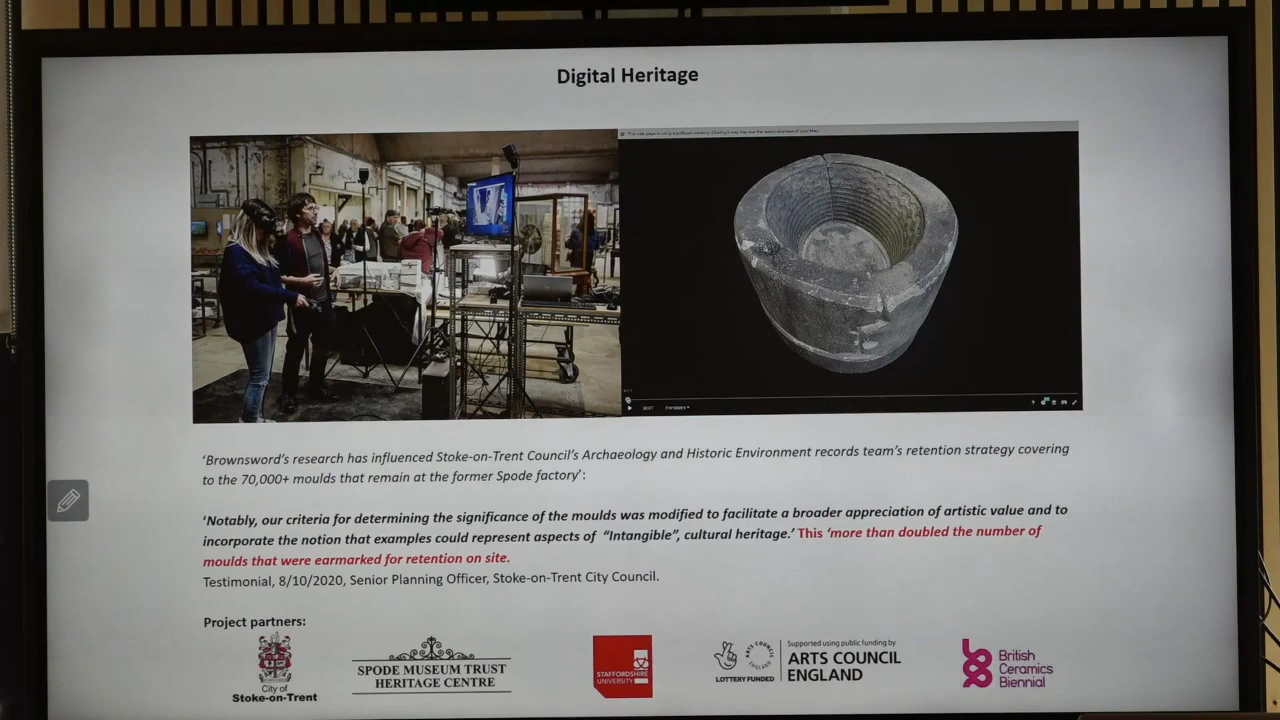 Digital Heritage
‘Brownsword’s research has influenced Stoke-on-Trent Council’s Archaeology and Historic Environment records team’s retention strategy covering
to the 70,000+ moulds that remain at the former Spode factory’:
‘Notably, our criteria for determining the significance of the moulds was modified to facilitate a broader appreciation of artistic value and to
incorporate the notion that examples could represent aspects of “Intangible”, cultural heritage.’ This ‘more than doubled the number of
moulds that were earmarked for retention on site.
Testimonial, 8/10/2020, Senior Planning Officer, Stoke-on-Trent City Council.
Project partners:
City of
Stoke-on-Trent
SPODE MUSEUM TRUST
HERITAGE CENTRE
STAFFORDSHIRE
UNIVERSITY
ARTS COUNCIL
ENGLAND
LOTTERY FUNDED
Supported using public funding by
ARTS COUNCIL
ENGLAND
British
Ceramics
Biennial